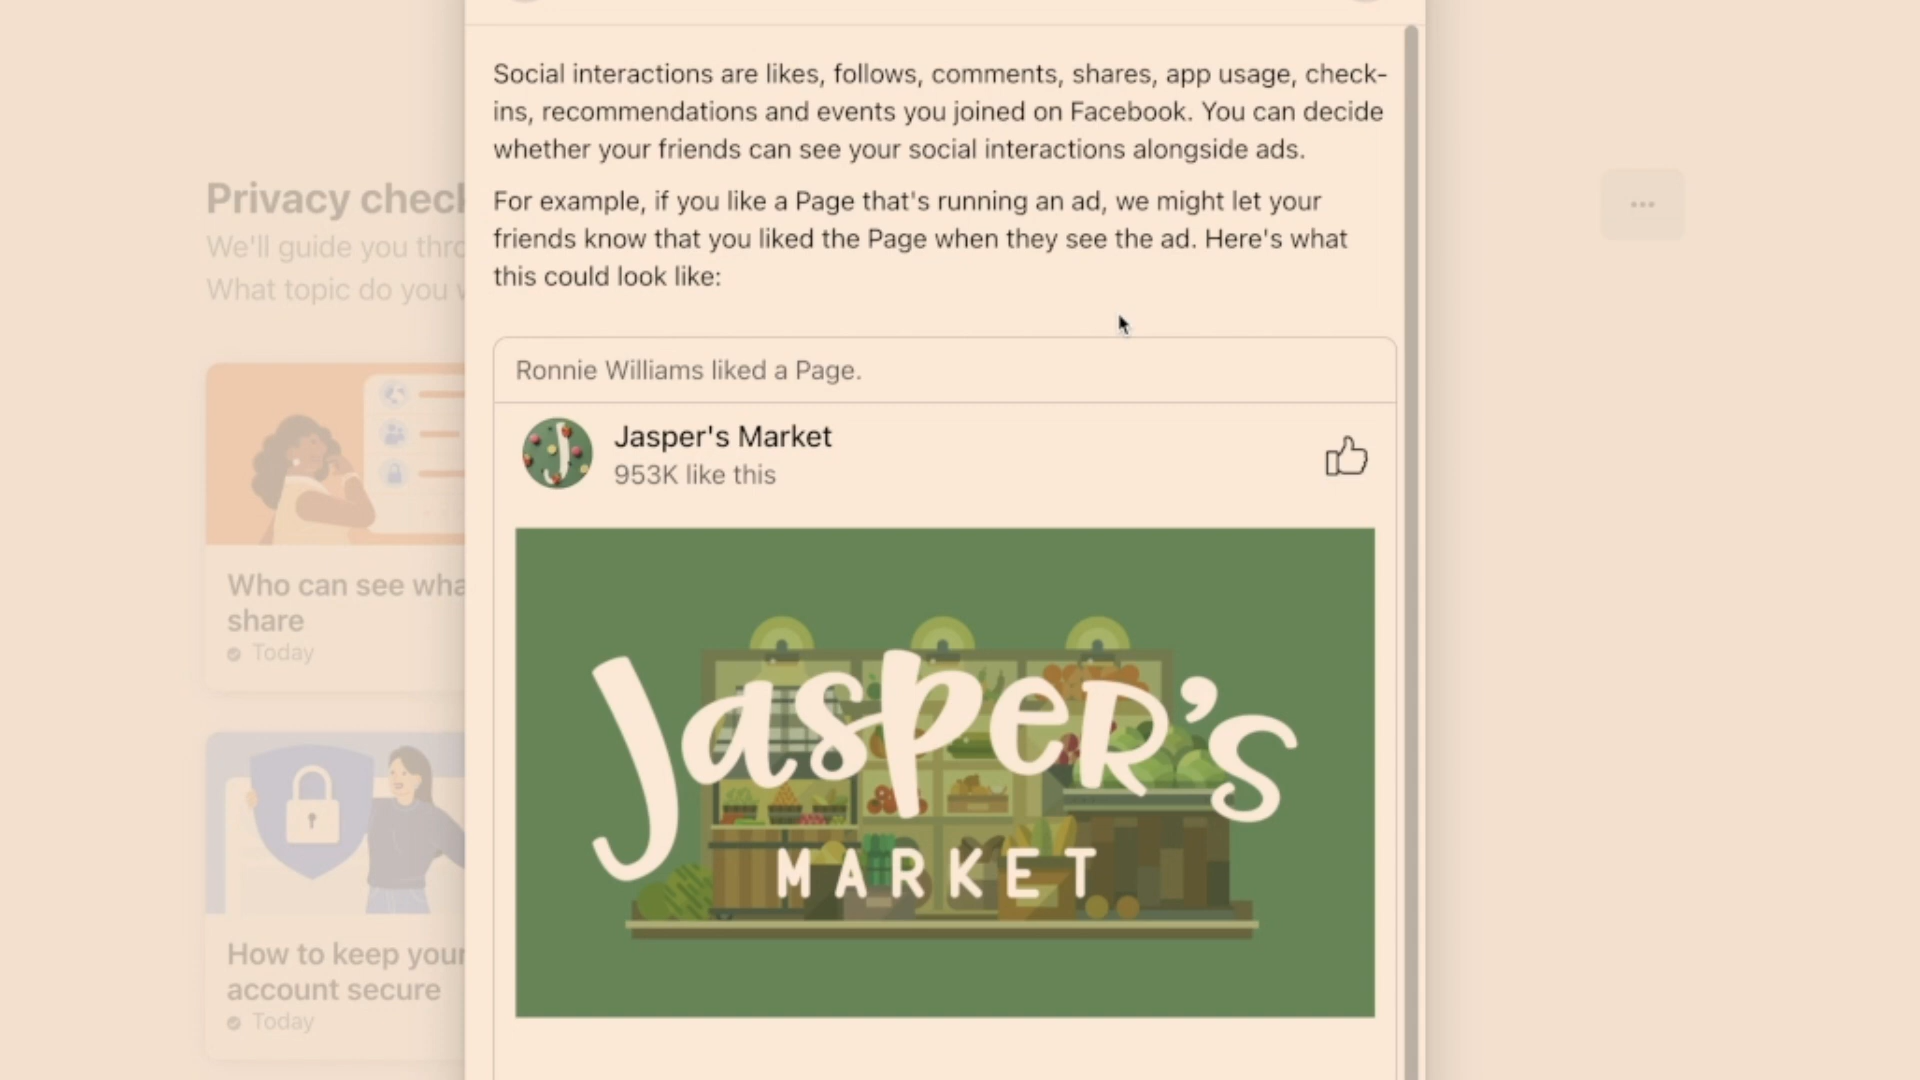 Social interactions are likes, follows, comments, shares, app usage, check-
ins, recommendations and events you joined on Facebook. You can decide
whether your friends can see your social interactions alongside ads.
For example, if you like a Page that's running an ad, we might let your
friends know that you liked the Page when they see the ad. Here's what
this could look like:
Ronnie Williams liked a Page.
Jasper's Market
953K like this
Jasper's
MARKET
Privacy check
We'll guide you thro
What topic do you
Who can see wha
share
Today
How to keep your
account secure
Today